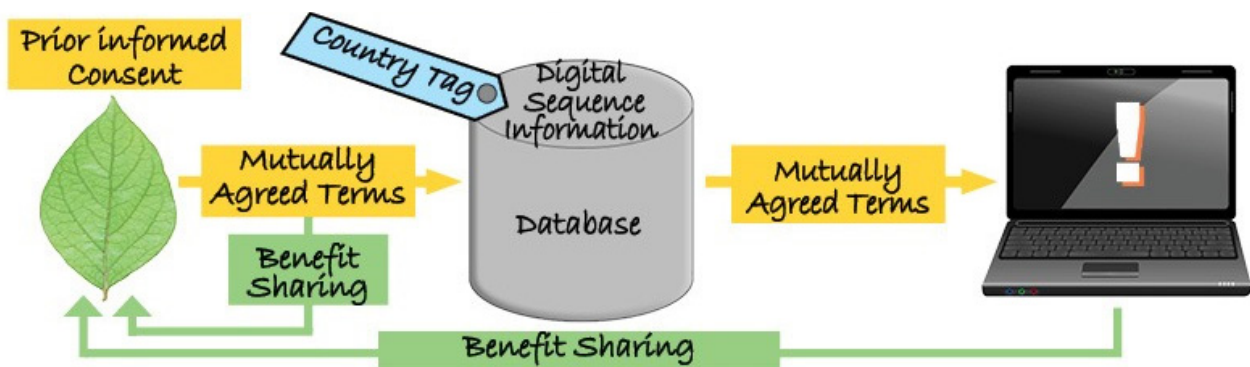 Prior informed
Consent
Country Tag
Digital
Sequence
Information
Database
Mutually
Agreed Terms
Benefit
Sharing
Mutually
Agreed Terms
!
Benefit Sharing